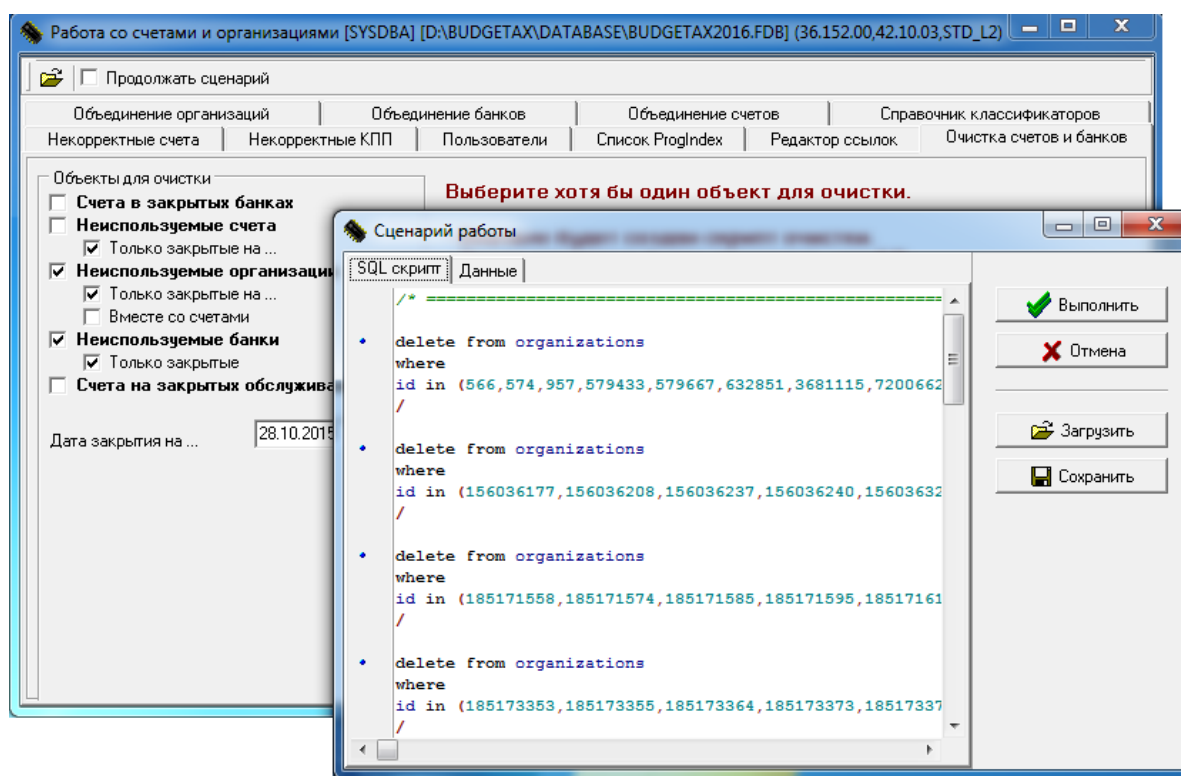 Работа со счетами и организациями [SYSDBA] [D:\BUDGETAX\DATABASE\BUDGETAX2016.FDB] (36.152.00,42.10.03,STD_L2)
Продолжать сценарий
Объединение организаций Объединение банков Объединение счетов Справочник классификаторов
Некорректные счета Некорректные КПП Пользователи Список ProgIndex Редактор ссылок Очистка счетов и банков
Объекты для очистки
Счета в закрытых банках
Неиспользуемые счета
Только закрытые на ...
Неиспользуемые организации
Только закрытые на ...
Вместе со счетами
Неиспользуемые банки
Только закрытые
Счета на закрытых обслужива
Дата закрытия на ... 28.10.2015
Выберите хотя бы один объект для очистки.
Сценарий работы
SQL скрипт Данные
/* ====================================================
delete from organizations
where
id in (566,574,957,579433,579667,632851,3681115,7200662
/
delete from organizations
where
id in (156036177,156036208,156036237,156036240,15603632
/
delete from organizations
where
id in (185171558,185171574,185171585,185171595,18517161
/
delete from organizations
where
id in (185173353,185173355,185173364,185173373,18517337
/
Выполнить
Отмена
Загрузить
Сохранить